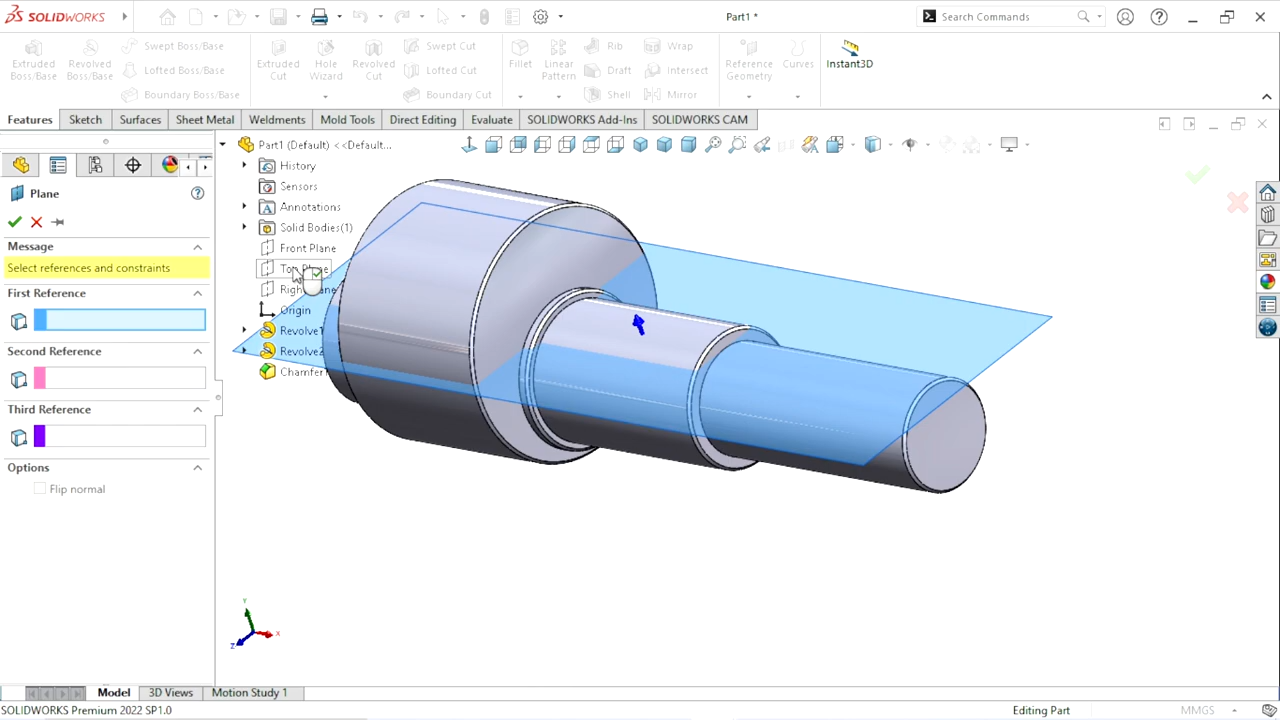 SOLIDWORKS
Part1 *
Search Commands
Extruded Boss/Base
Revolved Boss/Base
Swept Boss/Base
Lofted Boss/Base
Boundary Boss/Base
Extruded Cut
Hole Wizard
Revolved Cut
Swept Cut
Lofted Cut
Boundary Cut
Fillet
Linear Pattern
Rib
Draft
Shell
Wrap
Intersect
Mirror
Reference Geometry
Curves
Instant3D
Features
Sketch
Surfaces
Sheet Metal
Weldments
Mold Tools
Direct Editing
Evaluate
SOLIDWORKS Add-Ins
SOLIDWORKS CAM
Plane
Message
Select references and constraints
First Reference
Second Reference
Third Reference
Options
Flip normal
Part1 (Default) <<Default...
History
Sensors
Annotations
Solid Bodies(1)
Front Plane
Origin
Revolve1
Revolve2
Y
X
Z
Model
3D Views
Motion Study 1
SOLIDWORKS Premium 2022 SP1.0
Editing Part
MMGS